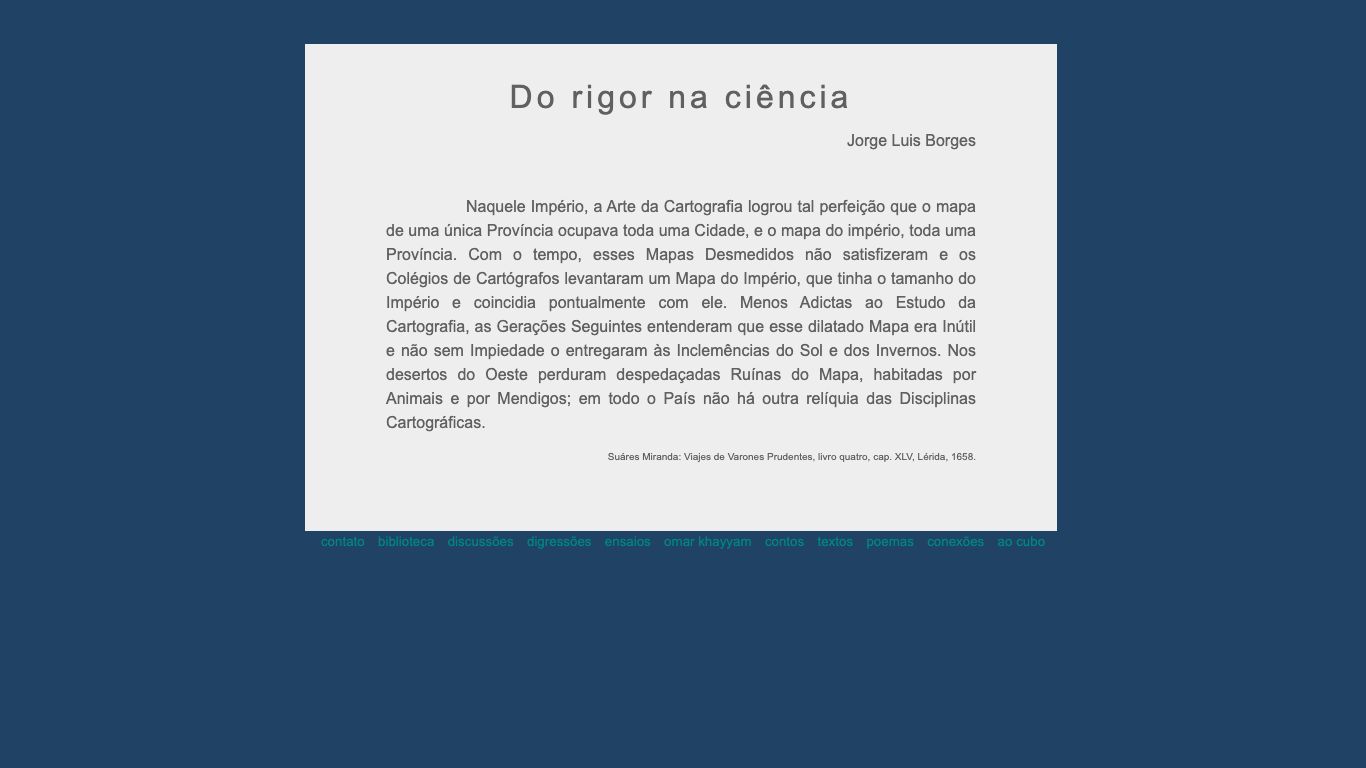 Do rigor na ciência
Jorge Luis Borges
Naquele Império, a Arte da Cartografia logrou tal perfeição que o mapa
de uma única Província ocupava toda uma Cidade, e o mapa do império, toda uma
Província. Com o tempo, esses Mapas Desmedidos não satisfizeram e os
Colégios de Cartógrafos levantaram um Mapa do Império, que tinha o tamanho do
Império e coincidia pontualmente com ele. Menos Adictas ao Estudo da
Cartografia, as Gerações Seguintes entenderam que esse dilatado Mapa era Inútil
e não sem Impiedade o entregaram às Inclemências do Sol e dos Invernos. Nos
desertos do Oeste perduram despedaçadas Ruínas do Mapa, habitadas por
Animais e por Mendigos; em todo o País não há outra relíquia das Disciplinas
Cartográficas.
Suáres Miranda: Viajes de Varones Prudentes, livro quatro, cap. XLV, Lérida, 1658.
contato biblioteca discussões digressões ensaios omar khayyam contos textos poemas conexões ao cubo